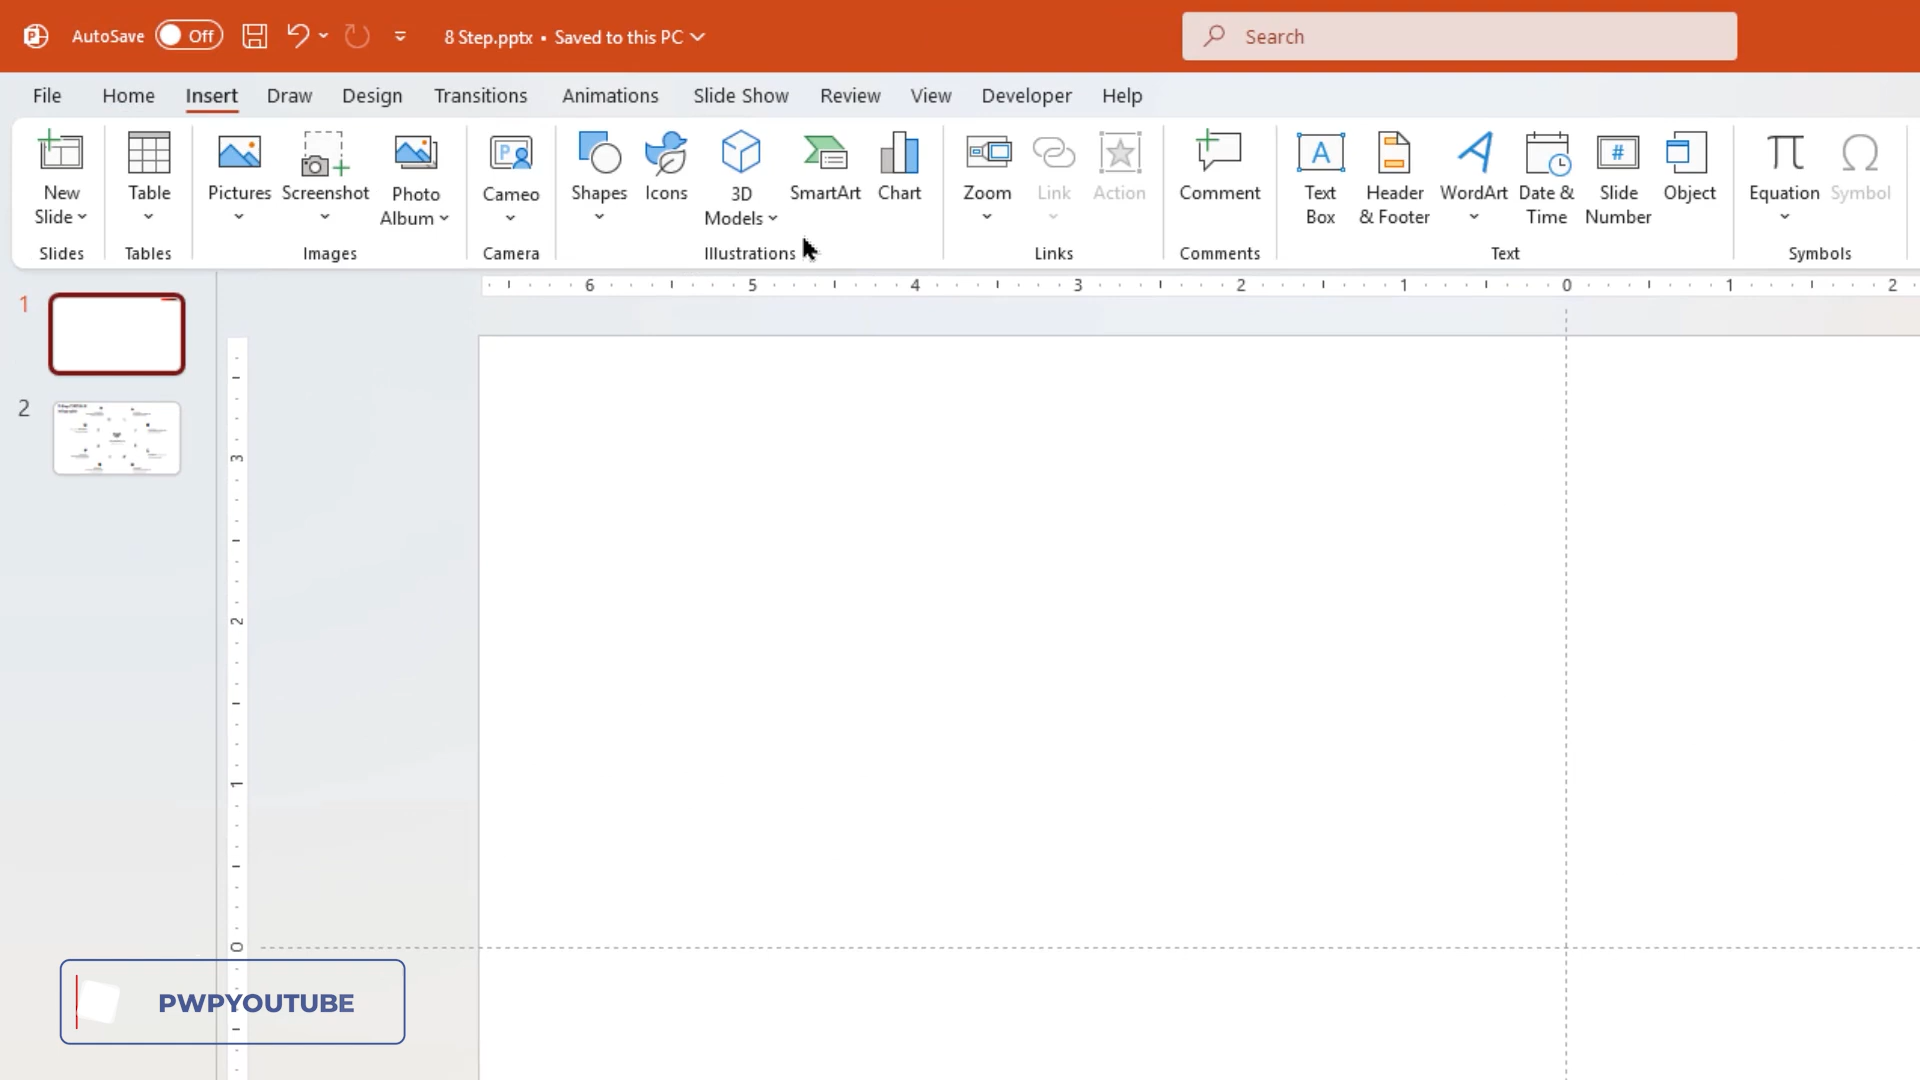 AutoSave Off 8 Step.pptx • Saved to this PC Search
File Home Insert Draw Design Transitions Animations Slide Show Review View Developer Help
New Slide Table Pictures Screenshot Photo Album Cameo Shapes Icons 3D Models SmartArt Chart Zoom Link Action Comment Text Box Header & Footer WordArt Date & Time Slide Number Object Equation Symbol
Slides Tables Images Camera Illustrations Links Comments Text Symbols
6 5 4 3 2 1 0 1 2
1
2
3
2
1
0
PWPYOUTUBE